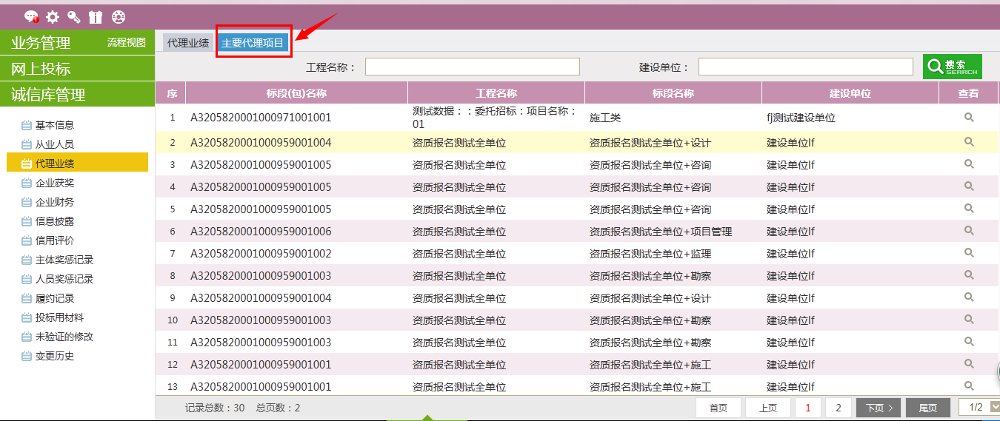 业务管理 流程视图
网上投标
诚信库管理
基本信息
从业人员
代理业绩
企业获奖
企业财务
信息披露
信用评价
主体奖惩记录
人员奖惩记录
履约记录
投标用材料
未验证的修改
变更历史
代理业绩 主要代理项目
工程名称： 建设单位： 搜索 SEARCH
序 标段(包)名称 工程名称 标段名称 建设单位 查看
1 A3205820001000971001001 测试数据：：委托招标：项目名称：01 施工类 fj测试建设单位
2 A3205820001000959001004 资质报名测试全单位 资质报名测试全单位+设计 建设单位lf
3 A3205820001000959001005 资质报名测试全单位 资质报名测试全单位+咨询 建设单位lf
4 A3205820001000959001005 资质报名测试全单位 资质报名测试全单位+咨询 建设单位lf
5 A3205820001000959001005 资质报名测试全单位 资质报名测试全单位+咨询 建设单位lf
6 A3205820001000959001006 资质报名测试全单位 资质报名测试全单位+项目管理 建设单位lf
7 A3205820001000959001002 资质报名测试全单位 资质报名测试全单位+监理 建设单位lf
8 A3205820001000959001003 资质报名测试全单位 资质报名测试全单位+勘察 建设单位lf
9 A3205820001000959001004 资质报名测试全单位 资质报名测试全单位+设计 建设单位lf
10 A3205820001000959001003 资质报名测试全单位 资质报名测试全单位+勘察 建设单位lf
11 A3205820001000959001003 资质报名测试全单位 资质报名测试全单位+勘察 建设单位lf
12 A3205820001000959001001 资质报名测试全单位 资质报名测试全单位+施工 建设单位lf
13 A3205820001000959001001 资质报名测试全单位 资质报名测试全单位+施工 建设单位lf
记录总数：30 总页数：2 首页 上页 1 2 下页 尾页 1/2